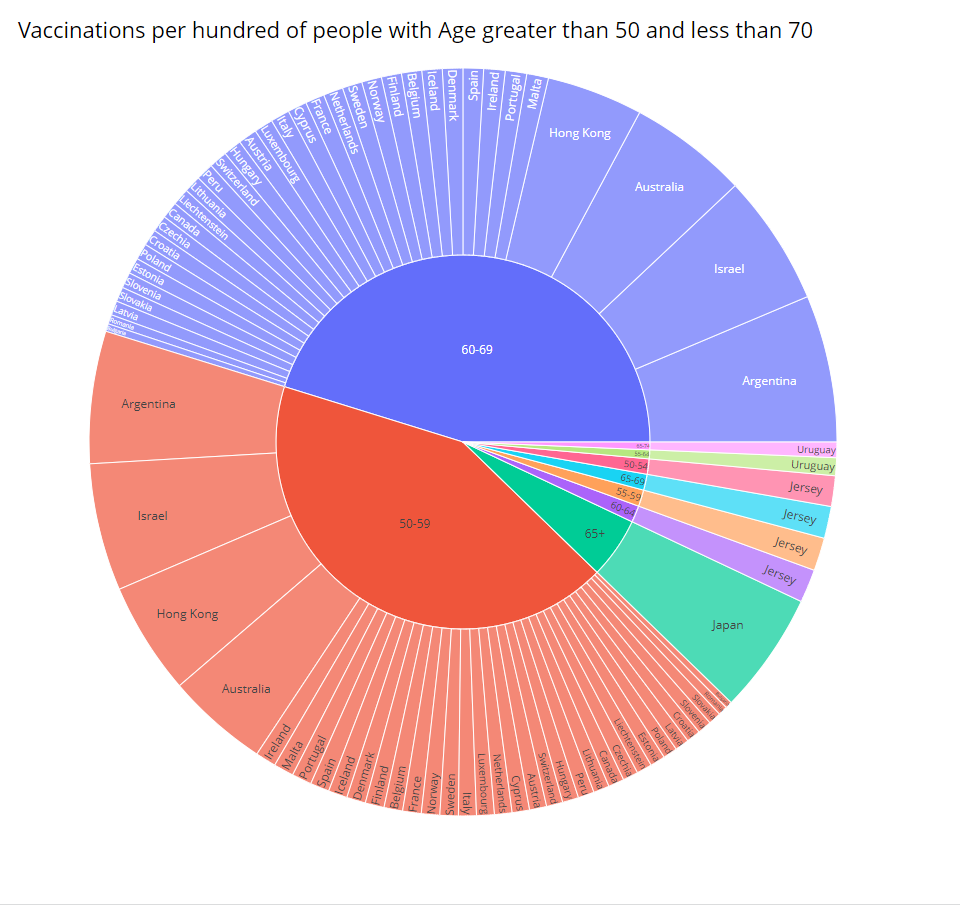 Vaccinations per hundred of people with Age greater than 50 and less than 70
60-69
Argentina
Israel
Australia
Hong Kong
Malta
Portugal
Ireland
Spain
Denmark
Iceland
Belgium
Finland
Norway
Sweden
Netherlands
France
Cyprus
Italy
Luxembourg
Austria
Hungary
Switzerland
Peru
Lithuania
Liechtenstein
Canada
Czechia
Croatia
Poland
Estonia
Slovenia
Slovakia
Latvia
Romania
50-59
Argentina
Israel
Hong Kong
Australia
Ireland
Malta
Portugal
Spain
Iceland
Denmark
Finland
Belgium
France
Norway
Sweden
Italy
Luxembourg
Netherlands
Cyprus
Austria
Switzerland
Hungary
Peru
Lithuania
Canada
Czechia
Liechtenstein
Estonia
Poland
Latvia
Croatia
Slovenia
Slovakia
Romania
65+
Japan
60-64
Jersey
55-59
Jersey
65-69
Jersey
50-54
Jersey
Uruguay
Uruguay